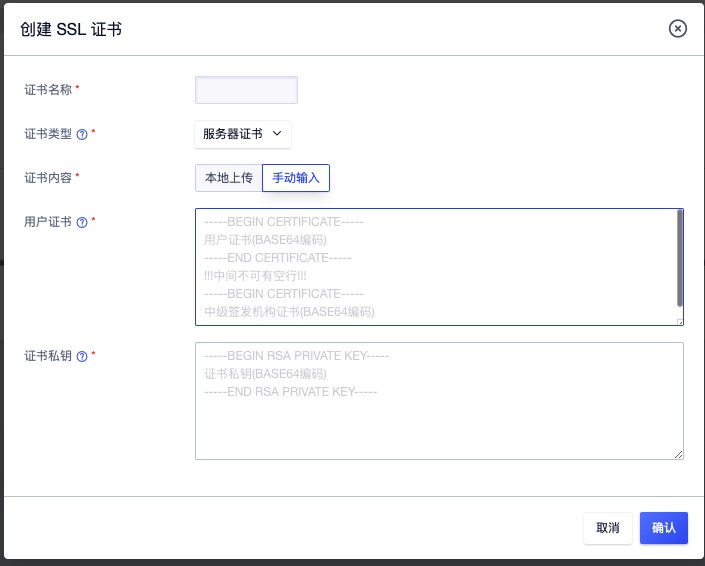 创建 SSL 证书
证书名称 *
证书类型 ? *
服务器证书
证书内容 *
本地上传 手动输入
用户证书 ? *
-----BEGIN CERTIFICATE-----
用户证书(BASE64编码)
-----END CERTIFICATE-----
!!!中间不可有空行!!!
-----BEGIN CERTIFICATE-----
中级签发机构证书(BASE64编码)
证书私钥 ? *
-----BEGIN RSA PRIVATE KEY-----
证书私钥(BASE64编码)
-----END RSA PRIVATE KEY-----
取消 确认